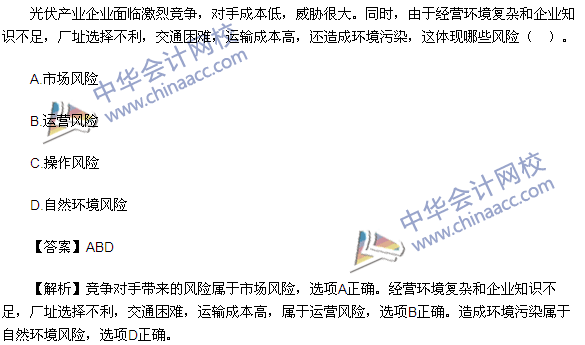 光伏产业企业面临激烈竞争，对手成本低，威胁很大。同时，由于经营环境复杂和企业知
识不足，厂址选择不利，交通困难，运输成本高，还造成环境污染，这体现哪些风险（　）。
A.市场风险
B.运营风险
C.操作风险
D.自然环境风险
【答案】ABD
【解析】竞争对手带来的风险属于市场风险，选项A正确。经营环境复杂和企业知识不
足，厂址选择不利，交通困难，运输成本高，属于运营风险，选项B正确。造成环境污染属于
自然环境风险，选项D正确。
中华会计网校
www.chinaacc.com
中华会计网校
www.chinaacc.com